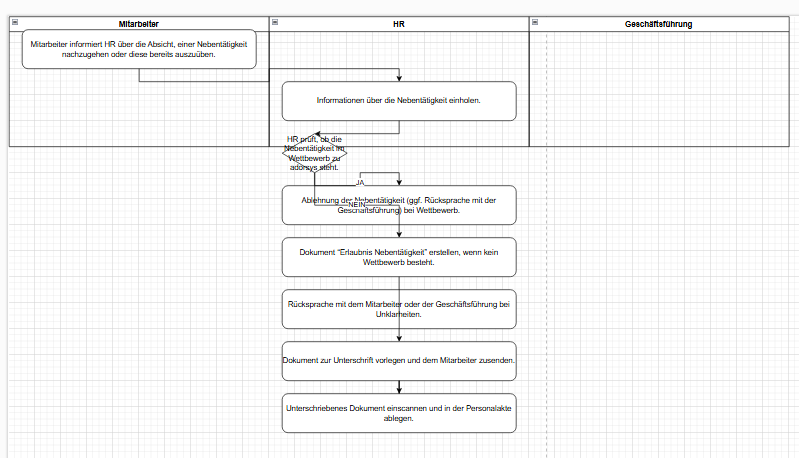 Mitarbeiter
HR
Geschäftsführung
Mitarbeiter informiert HR über die Absicht, einer Nebentätigkeit
nachzugehen oder diese bereits auszuüben.
Informationen über die Nebentätigkeit einholen.
HR prüft, ob die
Nebentätigkeit im
Wettbewerb zu
adorsys steht.
JA
Ablehnung der Nebentätigkeit (ggf. Rücksprache mit der
NEIN
Geschäftsführung) bei Wettbewerb.
Dokument “Erlaubnis Nebentätigkeit” erstellen, wenn kein
Wettbewerb besteht.
Rücksprache mit dem Mitarbeiter oder der Geschäftsführung bei
Unklarheiten.
Dokument zur Unterschrift vorlegen und dem Mitarbeiter zusenden.
Unterschriebenes Dokument einscannen und in der Personalakte
ablegen.